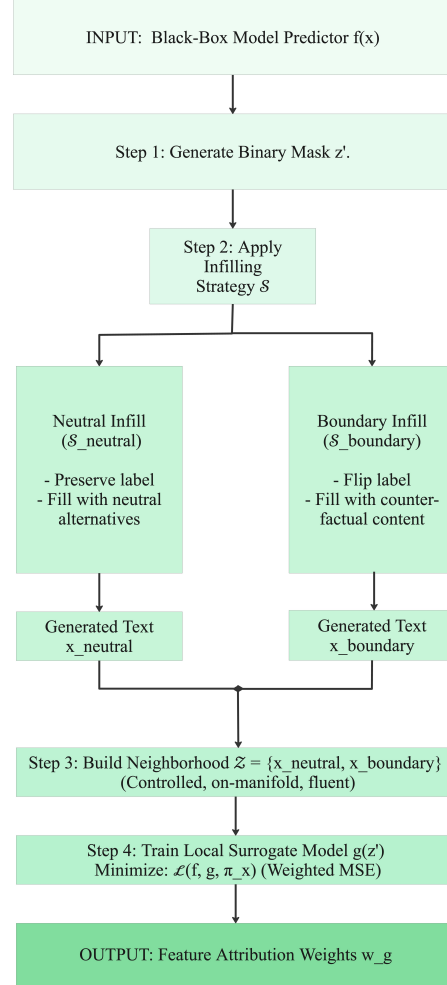 INPUT:  Black-Box Model Predictor f(x)
Step 1: Generate Binary Mask z'.
Step 2: Apply
Infilling
Strategy 𝒮
Neutral Infill
(𝒮_neutral)
- Preserve label
- Fill with neutral
alternatives
Boundary Infill
(𝒮_boundary)
- Flip label
- Fill with counter-
factual content
Generated Text
x_neutral
Generated Text
x_boundary
Step 3: Build Neighborhood 𝒵 = {x_neutral, x_boundary}
(Controlled, on-manifold, fluent)
Step 4: Train Local Surrogate Model g(z')
Minimize: ℒ(f, g, π_x) (Weighted MSE)
OUTPUT: Feature Attribution Weights w_g